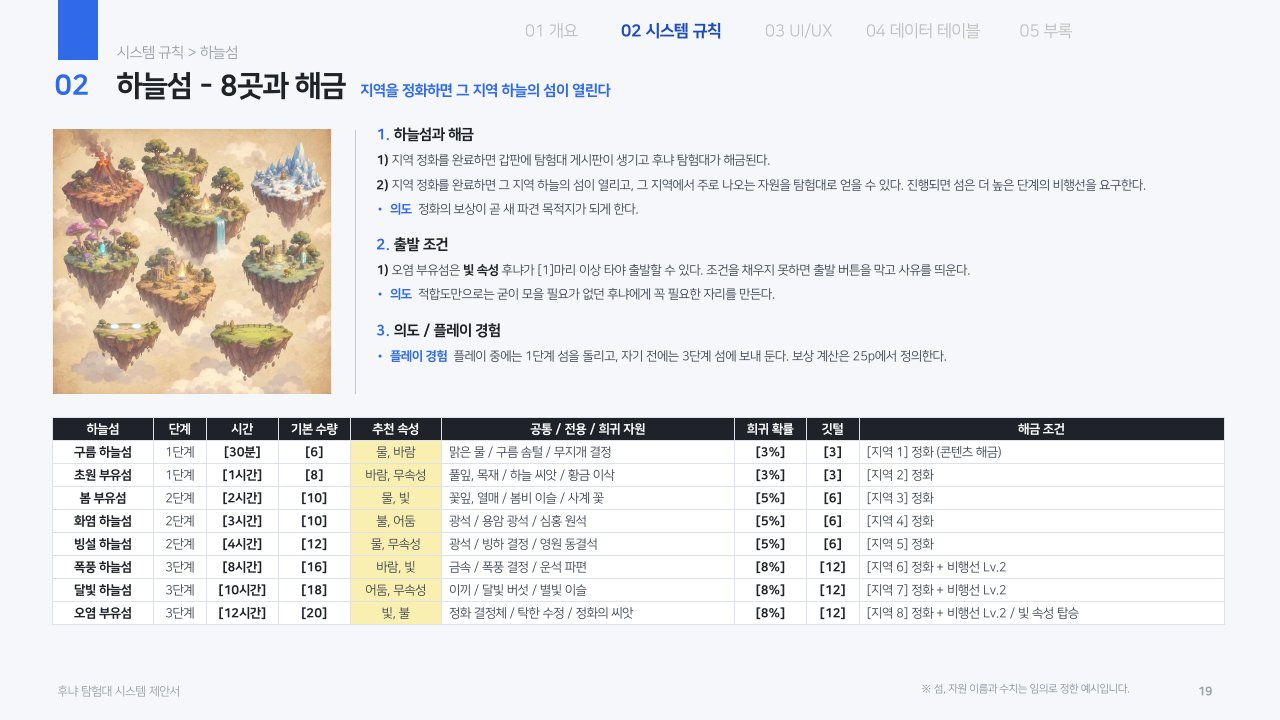 01 개요 02 시스템 규칙 03 UI/UX 04 데이터 테이블 05 부록
시스템 규칙 > 하늘섬
02 하늘섬 - 8곳과 해금 지역을 정화하면 그 지역 하늘의 섬이 열린다
1. 하늘섬과 해금
1) 지역 정화를 완료하면 갑판에 탐험대 게시판이 생기고 후냐 탐험대가 해금된다.
2) 지역 정화를 완료하면 그 지역 하늘의 섬이 열리고, 그 지역에서 주로 나오는 자원을 탐험대로 얻을 수 있다. 진행되면 섬은 더 높은 단계의 비행선을 요구한다.
• 의도 정화의 보상이 곧 새 파견 목적지가 되게 한다.
2. 출발 조건
1) 오염 부유섬은 빛 속성 후냐가 [1]마리 이상 타야 출발할 수 있다. 조건을 채우지 못하면 출발 버튼을 막고 사유를 띄운다.
• 의도 적합도만으로는 굳이 모을 필요가 없던 후냐에게 꼭 필요한 자리를 만든다.
3. 의도 / 플레이 경험
• 플레이 경험 플레이 중에는 1단계 섬을 돌리고, 자기 전에는 3단계 섬에 보내 둔다. 보상 계산은 25p에서 정의한다.
하늘섬 단계 시간 기본 수량 추천 속성 공통 / 전용 / 희귀 자원 희귀 확률 깃털 해금 조건
구름 하늘섬 1단계 [30분] [6] 물, 바람 맑은 물 / 구름 솜털 / 무지개 결정 [3%] [3] [지역 1] 정화 (콘텐츠 해금)
초원 부유섬 1단계 [1시간] [8] 바람, 무속성 풀잎, 목재 / 하늘 씨앗 / 황금 이삭 [3%] [3] [지역 2] 정화
봄 부유섬 2단계 [2시간] [10] 물, 빛 꽃잎, 열매 / 봄비 이슬 / 사계 꽃 [5%] [6] [지역 3] 정화
화염 하늘섬 2단계 [3시간] [10] 불, 어둠 광석 / 용암 광석 / 심홍 원석 [5%] [6] [지역 4] 정화
빙설 하늘섬 2단계 [4시간] [12] 물, 무속성 광석 / 빙하 결정 / 영원 동결석 [5%] [6] [지역 5] 정화
폭풍 하늘섬 3단계 [8시간] [16] 바람, 빛 금속 / 폭풍 결정 / 운석 파편 [8%] [12] [지역 6] 정화 + 비행선 Lv.2
달빛 하늘섬 3단계 [10시간] [18] 어둠, 무속성 이끼 / 달빛 버섯 / 별빛 이슬 [8%] [12] [지역 7] 정화 + 비행선 Lv.2
오염 부유섬 3단계 [12시간] [20] 빛, 불 정화 결정체 / 탁한 수정 / 정화의 씨앗 [8%] [12] [지역 8] 정화 + 비행선 Lv.2 / 빛 속성 탑승
후냐 탐험대 시스템 제안서 ※ 섬, 자원 이름과 수치는 임의로 정한 예시입니다. 19